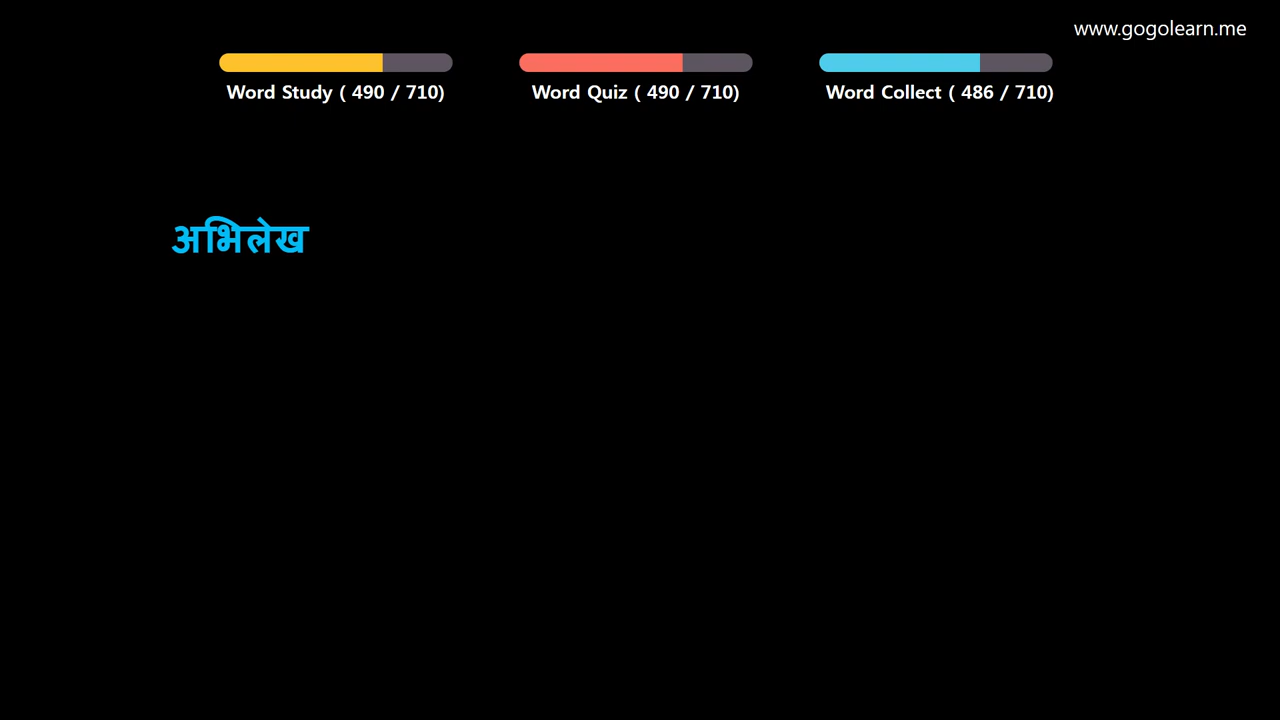 www.gogolearn.me
Word Study ( 490 / 710)
Word Quiz ( 490 / 710)
Word Collect ( 486 / 710)
अभिलेख